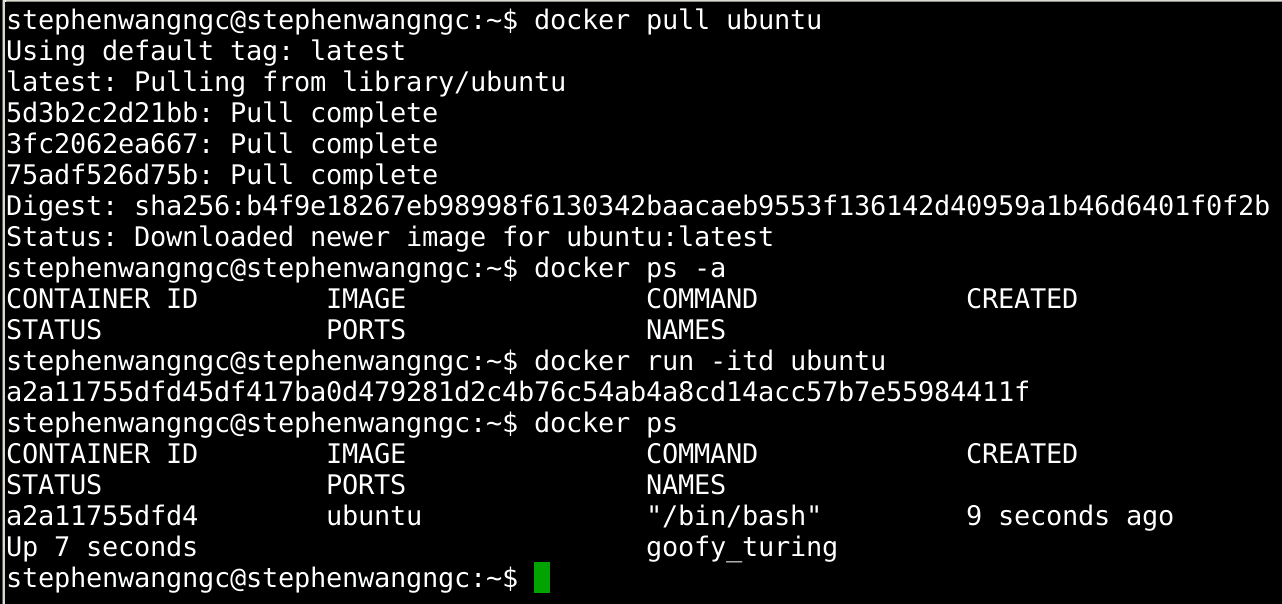 stephenwangngc@stephenwangngc:~$ docker pull ubuntu
Using default tag: latest
latest: Pulling from library/ubuntu
5d3b2c2d21bb: Pull complete
3fc2062ea667: Pull complete
75adf526d75b: Pull complete
Digest: sha256:b4f9e18267eb98998f6130342baacaeb9553f136142d40959a1b46d6401f0f2b
Status: Downloaded newer image for ubuntu:latest
stephenwangngc@stephenwangngc:~$ docker ps -a
CONTAINER ID        IMAGE               COMMAND             CREATED
STATUS              PORTS               NAMES
stephenwangngc@stephenwangngc:~$ docker run -itd ubuntu
a2a11755dfd45df417ba0d479281d2c4b76c54ab4a8cd14acc57b7e55984411f
stephenwangngc@stephenwangngc:~$ docker ps
CONTAINER ID        IMAGE               COMMAND             CREATED
STATUS              PORTS               NAMES
a2a11755dfd4        ubuntu              "/bin/bash"         9 seconds ago
Up 7 seconds                            goofy_turing
stephenwangngc@stephenwangngc:~$